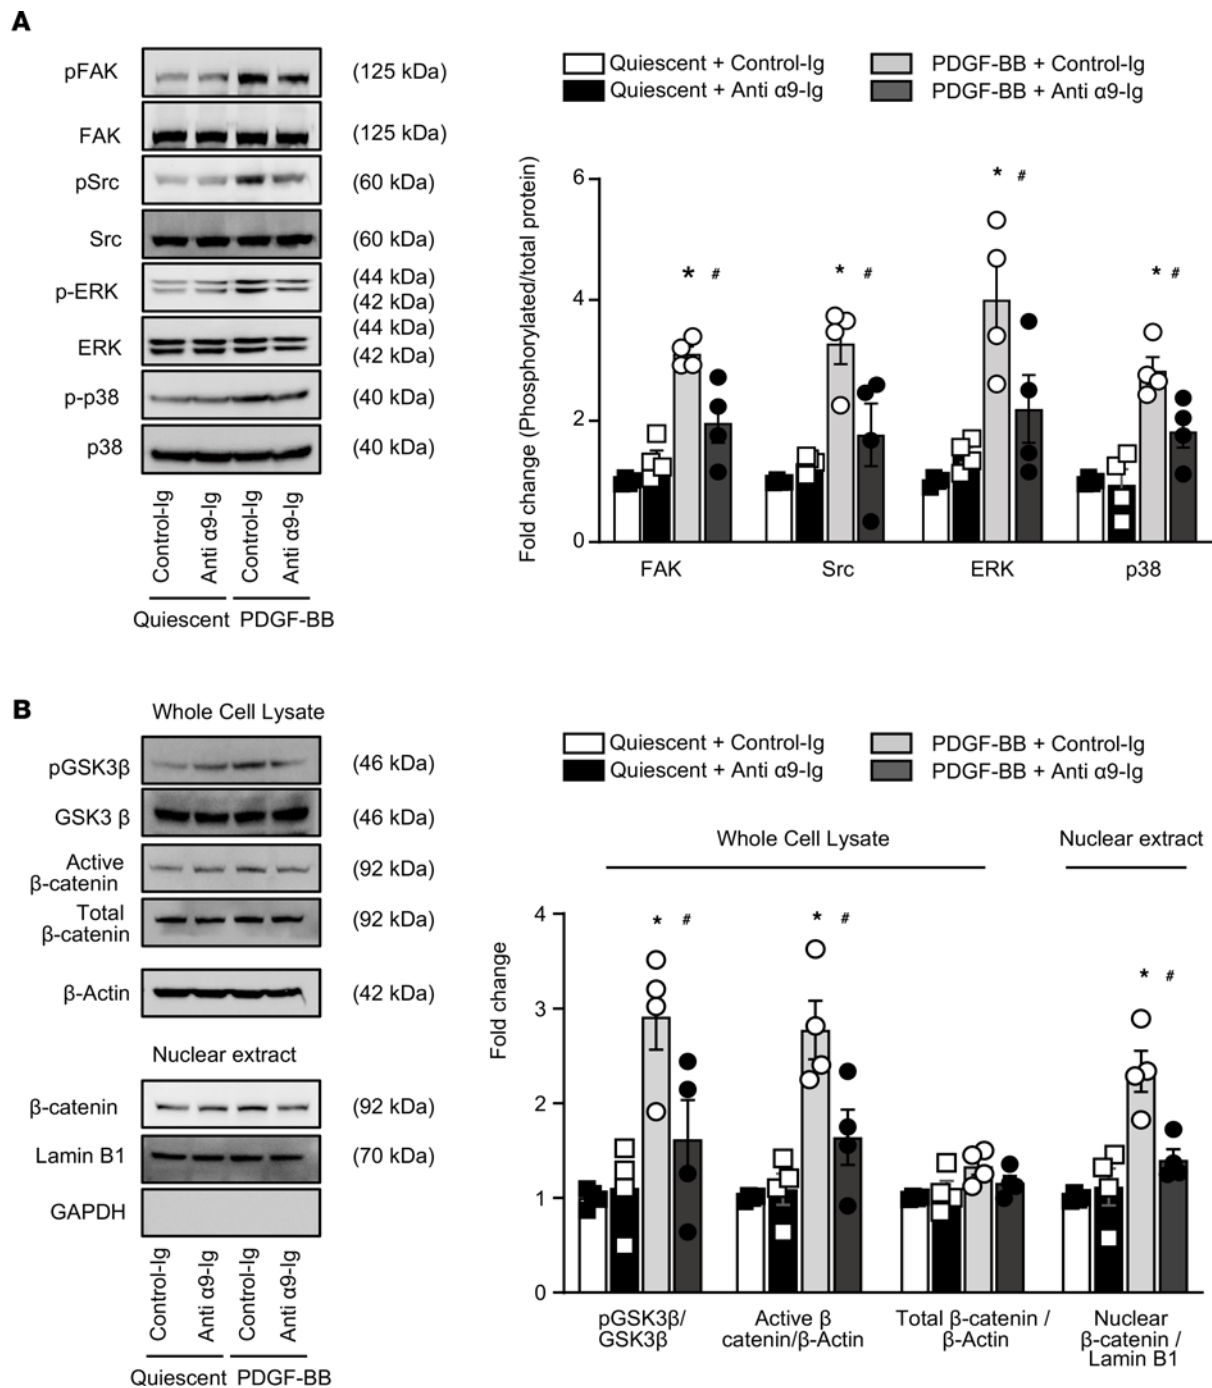 A
pFAK (125 kDa)
FAK (125 kDa)
pSrc (60 kDa)
Src (60 kDa)
p-ERK (44 kDa)
(42 kDa)
ERK (44 kDa)
(42 kDa)
p-p38 (40 kDa)
p38 (40 kDa)
Control-Ig
Anti α9-Ig
Control-Ig
Anti α9-Ig
Quiescent PDGF-BB
Quiescent + Control-Ig
Quiescent + Anti α9-Ig
PDGF-BB + Control-Ig
PDGF-BB + Anti α9-Ig
Fold change (Phosphorylated/total protein)
6
4
2
0
* #
* #
* #
* #
FAK Src ERK p38
B
Whole Cell Lysate
pGSK3β (46 kDa)
GSK3 β (46 kDa)
Active
β-catenin (92 kDa)
Total
β-catenin (92 kDa)
β-Actin (42 kDa)
Nuclear extract
β-catenin (92 kDa)
Lamin B1 (70 kDa)
GAPDH
Control-Ig
Anti α9-Ig
Control-Ig
Anti α9-Ig
Quiescent PDGF-BB
Quiescent + Control-Ig
Quiescent + Anti α9-Ig
PDGF-BB + Control-Ig
PDGF-BB + Anti α9-Ig
Whole Cell Lysate
Nuclear extract
Fold change
4
3
2
1
0
* #
* #
* #
pGSK3β/
GSK3β
Active β
catenin/β-Actin
Total β-catenin /
β-Actin
Nuclear
β-catenin /
Lamin B1